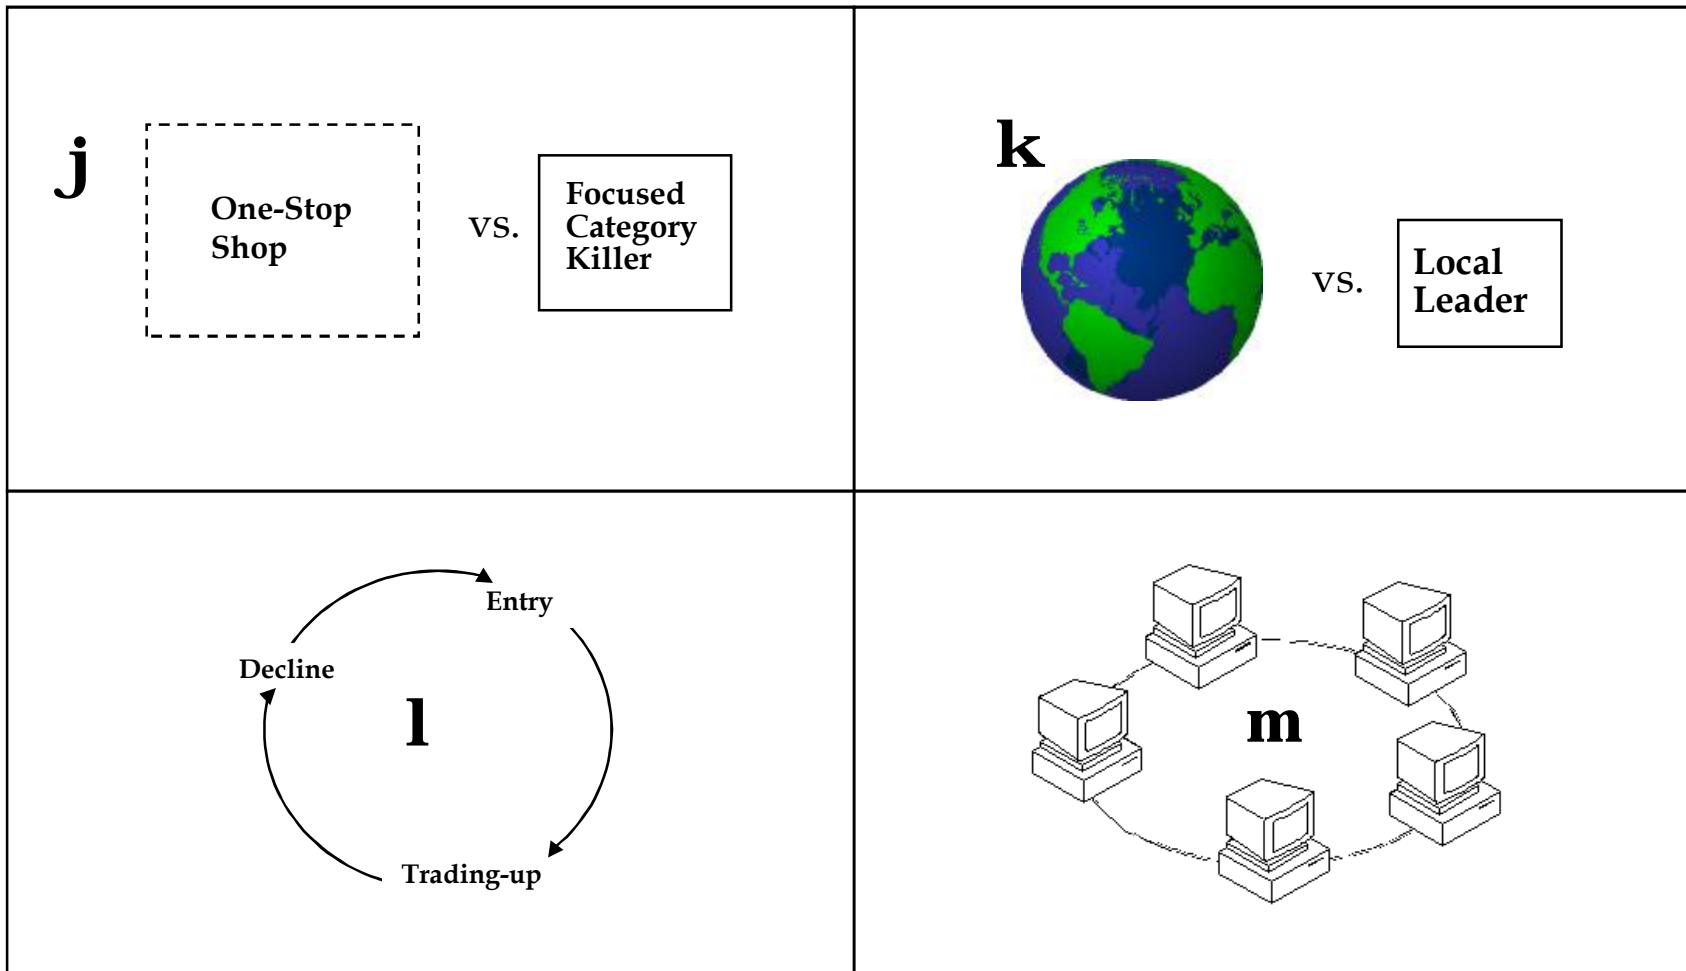 j
One-Stop
Shop
vs.
Focused
Category
Killer
k
vs.
Local
Leader
Entry
Decline
l
Trading-up
m